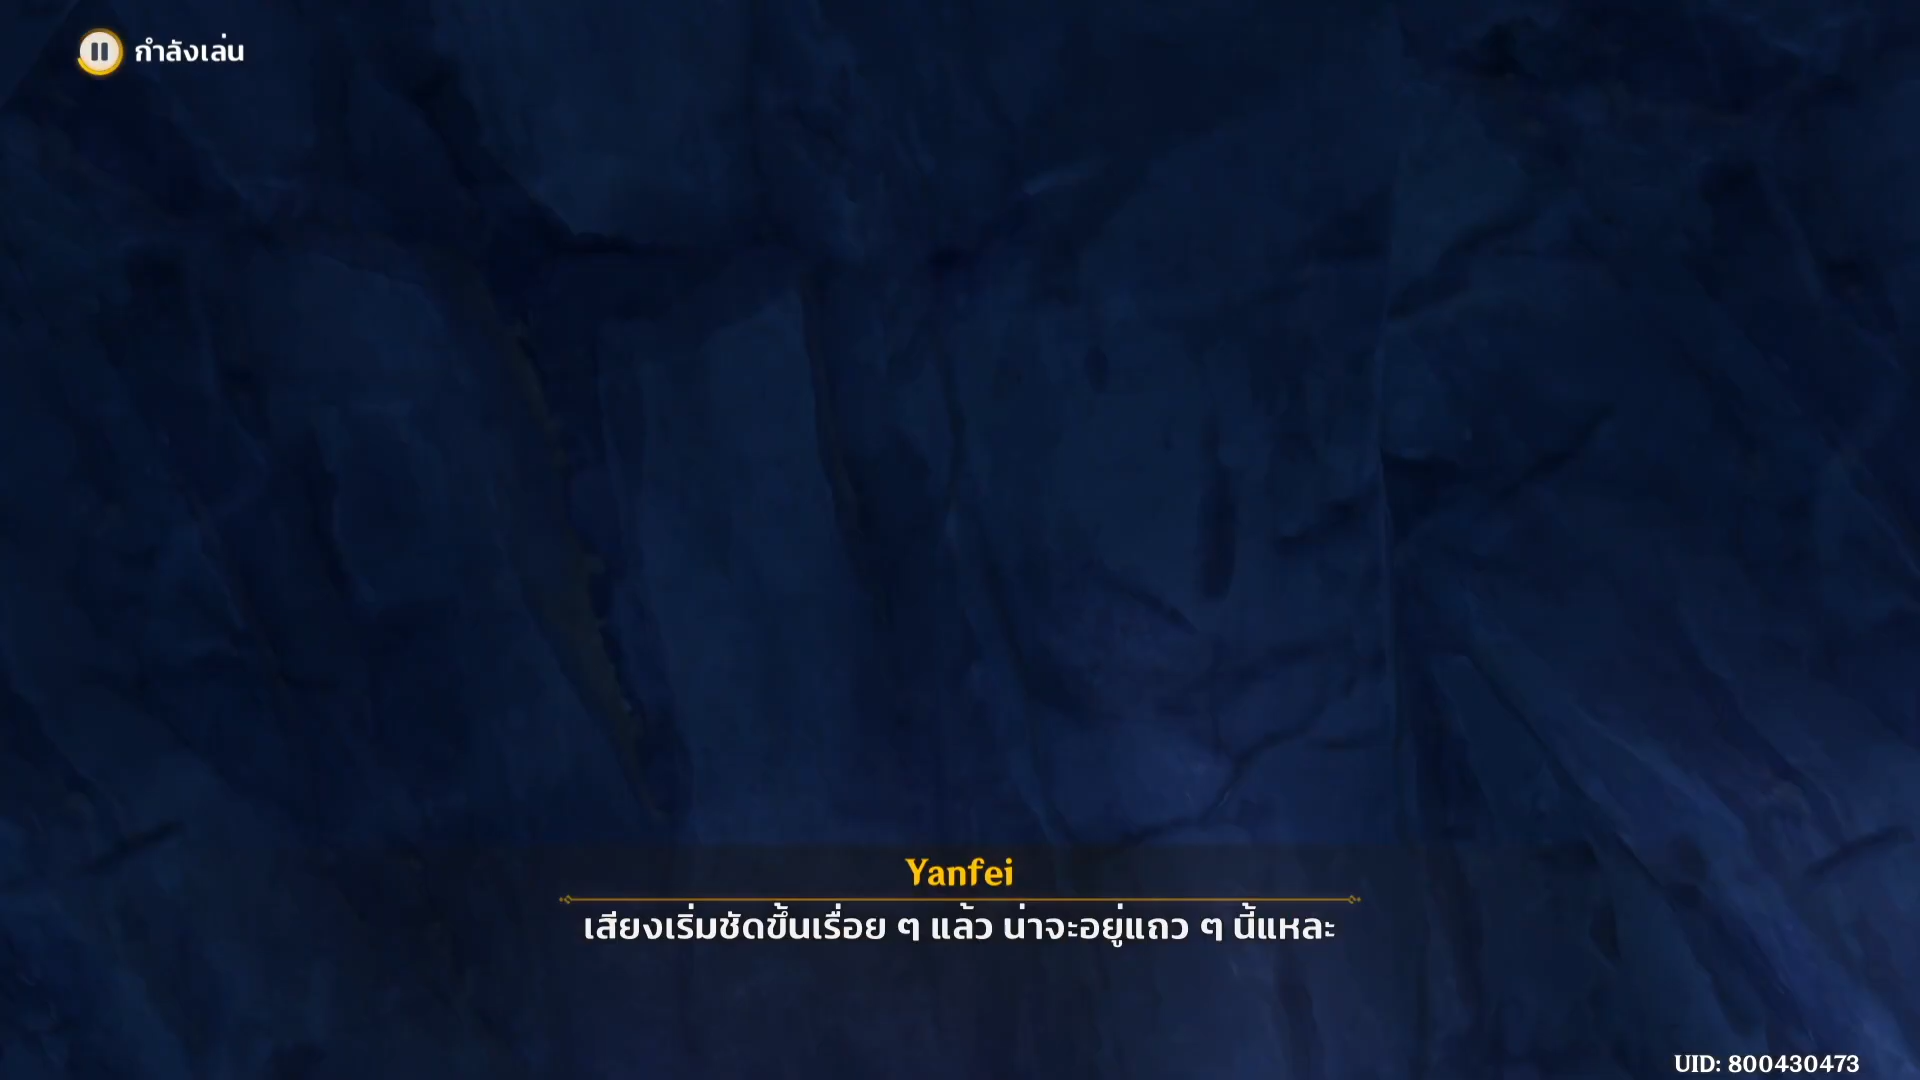 กำลังเล่น
Yanfei
เสียงเริ่มชัดขึ้นเรื่อย ๆ แล้ว น่าจะอยู่แถว ๆ นี้แหละ
UID: 800430473